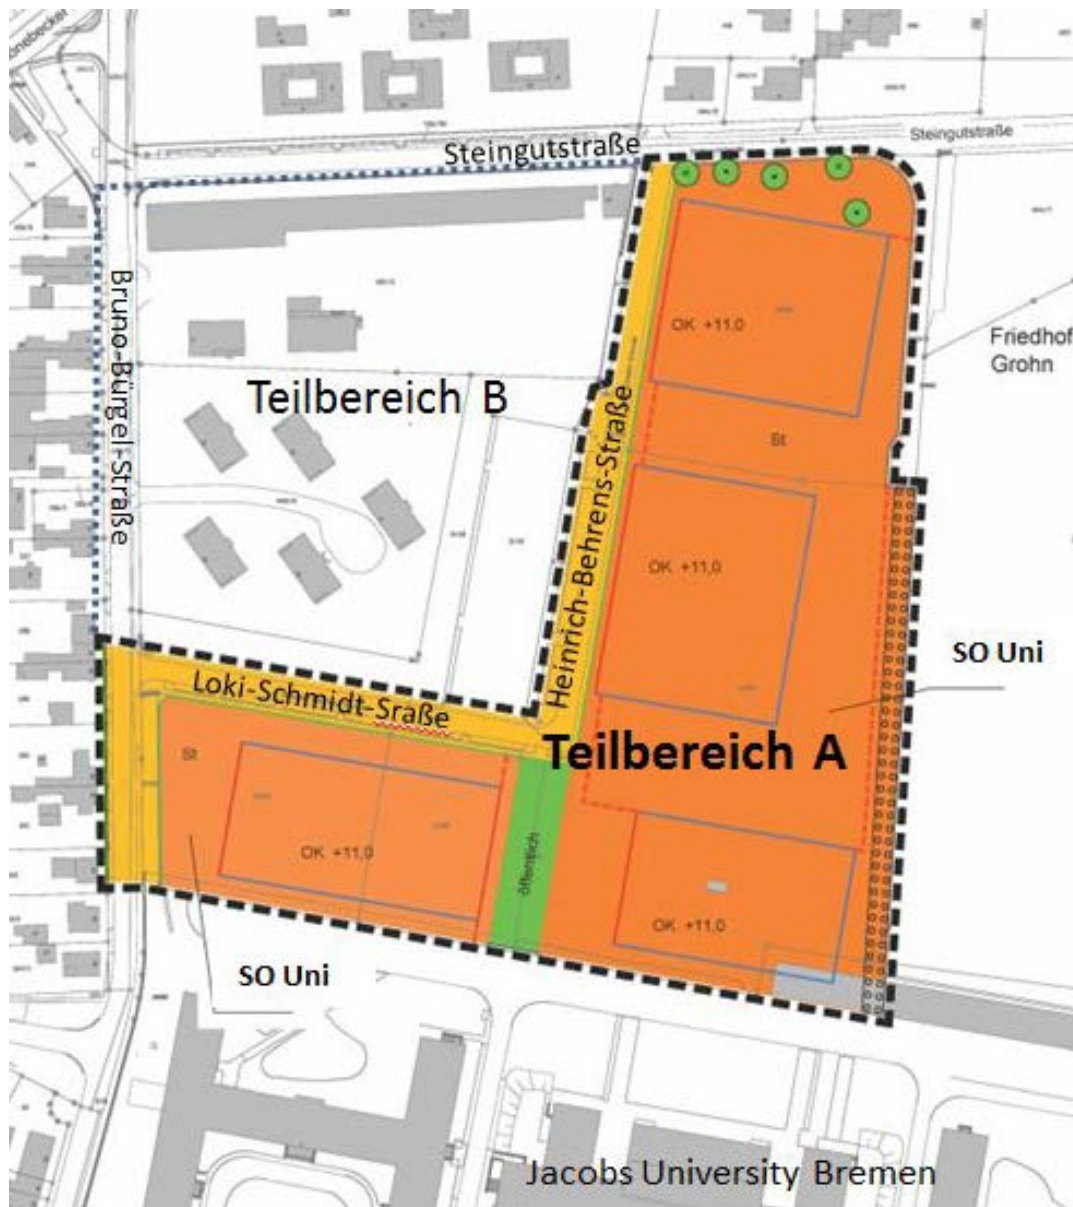 Steingutstraße
Steingutstraße
Bruno-Bürgel-Straße
OK +11,0
Friedhof
Grohn
Teilbereich B
Heinrich-Behrens-Straße
St
OK +11,0
SO Uni
Loki-Schmidt-Sraße
Teilbereich A
St
OK +11,0
öffentlich
OK +11,0
SO Uni
Jacobs University Bremen